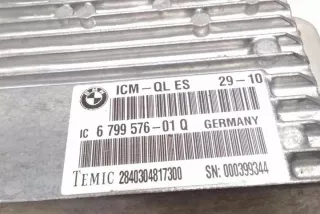 BMW
ICM-QL ES 29-10
IC 6 799 576-01 Q GERMANY
TEMIC 2840304817300 SN: 000399344